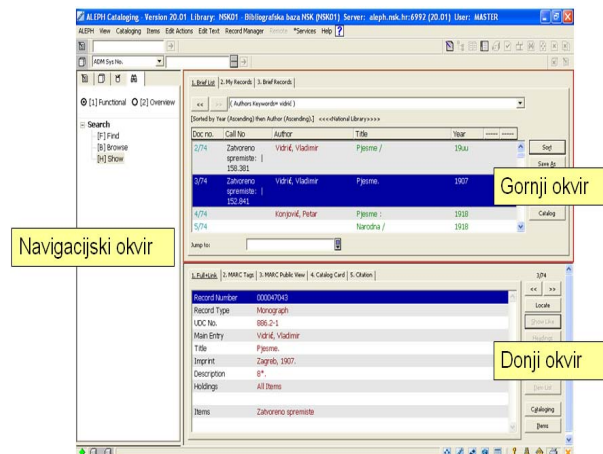 ALEPH Cataloging - Version 20.01 Library: NSK01 - Bibliografska baza NSK (NSK01) Server: aleph.nsk.hr:6992 (20.01) User: MASTER
ALEPH View Cataloging Items Edit Actions Edit Text Record Manager Remote *Services Help ?
ADM Sys No.
[1] Functional [2] Overview
Search
[F] Find
[B] Browse
[H] Show
Navigacijski okvir
1. Brief List 2. My Records 3. Brief Records
<< ( Authors Keywords= vidrić )
[Sorted by Year (Ascending) then Author (Ascending).] <<<<National Library>>>>
Doc no. Call No Author Title Year
2/74 Zatvoreno spremiste: | 158.381 Vidrić, Vladimir Pjesme / 19uu
3/74 Zatvoreno spremiste: | 152.841 Vidrić, Vladimir Pjesme. 1907
4/74 Konjović, Petar Pjesme : 1918
5/74 Narodna / 1918
Jump to:
Sort
Save As
Gornji okvir
Catalog
1. Full+Link 2. MARC Tags 3. MARC Public View 4. Catalog Card 5. Citation
Record Number 000047043
Record Type Monograph
UDC No. 886.2-1
Main Entry Vidrić, Vladimir
Title Pjesme.
Imprint Zagreb, 1907.
Description 8*.
Holdings All Items
Items Zatvoreno spremiste
3/74
<< >>
Locate
Show Like
Headings
Donji okvir
Cataloging
Items